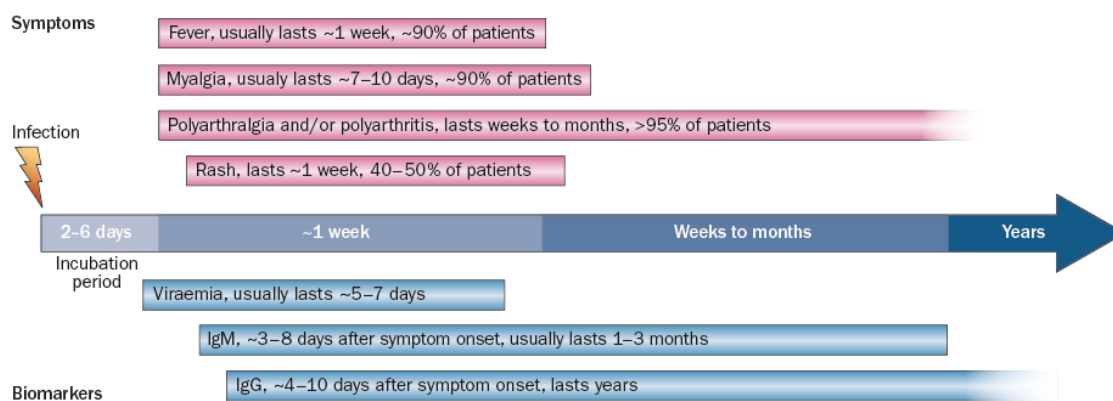 Symptoms
Fever, usually lasts ~1 week, ~90% of patients
Myalgia, usualy lasts ~7–10 days, ~90% of patients
Polyarthralgia and/or polyarthritis, lasts weeks to months, >95% of patients
Infection
Rash, lasts ~1 week, 40–50% of patients
2–6 days
~1 week
Weeks to months
Years
Incubation
period
Viraemia, usually lasts ~5–7 days
IgM, ~3–8 days after symptom onset, usually lasts 1–3 months
IgG, ~4–10 days after symptom onset, lasts years
Biomarkers